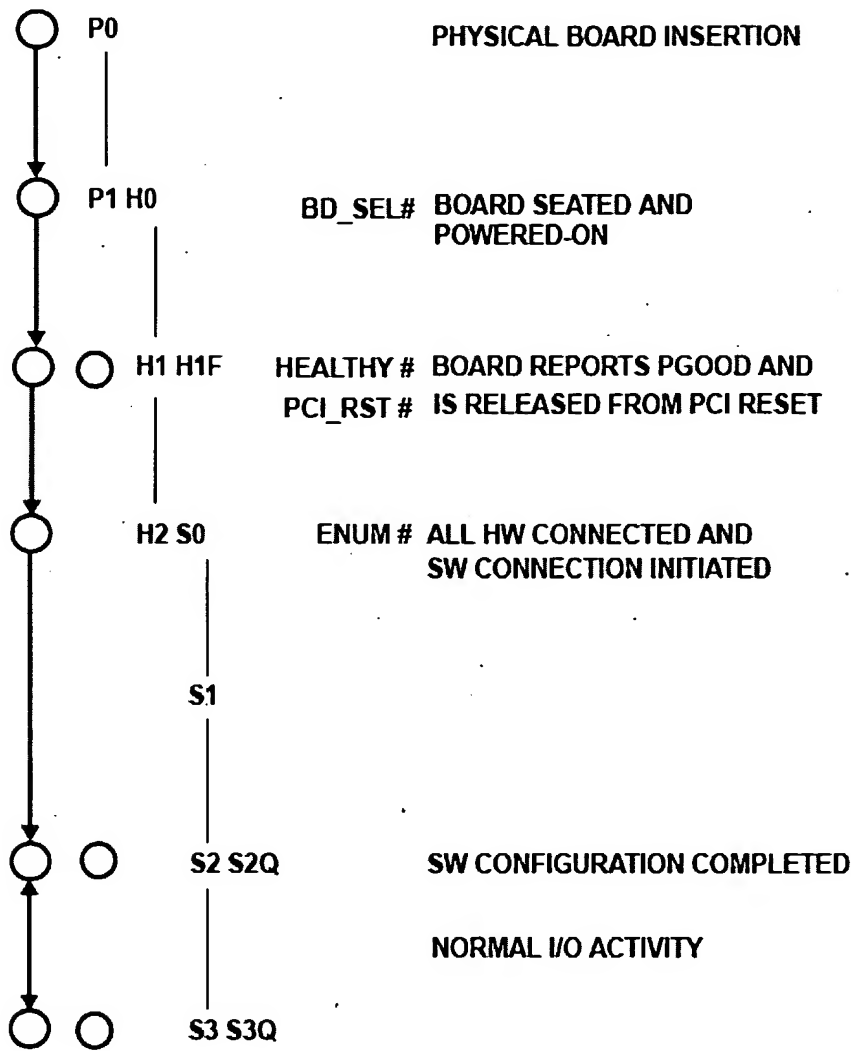 P0 PHYSICAL BOARD INSERTION
P1 H0 BD_SEL# BOARD SEATED AND
POWERED-ON
H1 H1F HEALTHY # BOARD REPORTS PGOOD AND
PCI_RST # IS RELEASED FROM PCI RESET
H2 S0 ENUM # ALL HW CONNECTED AND
SW CONNECTION INITIATED
S1
S2 S2Q SW CONFIGURATION COMPLETED
NORMAL I/O ACTIVITY
S3 S3Q